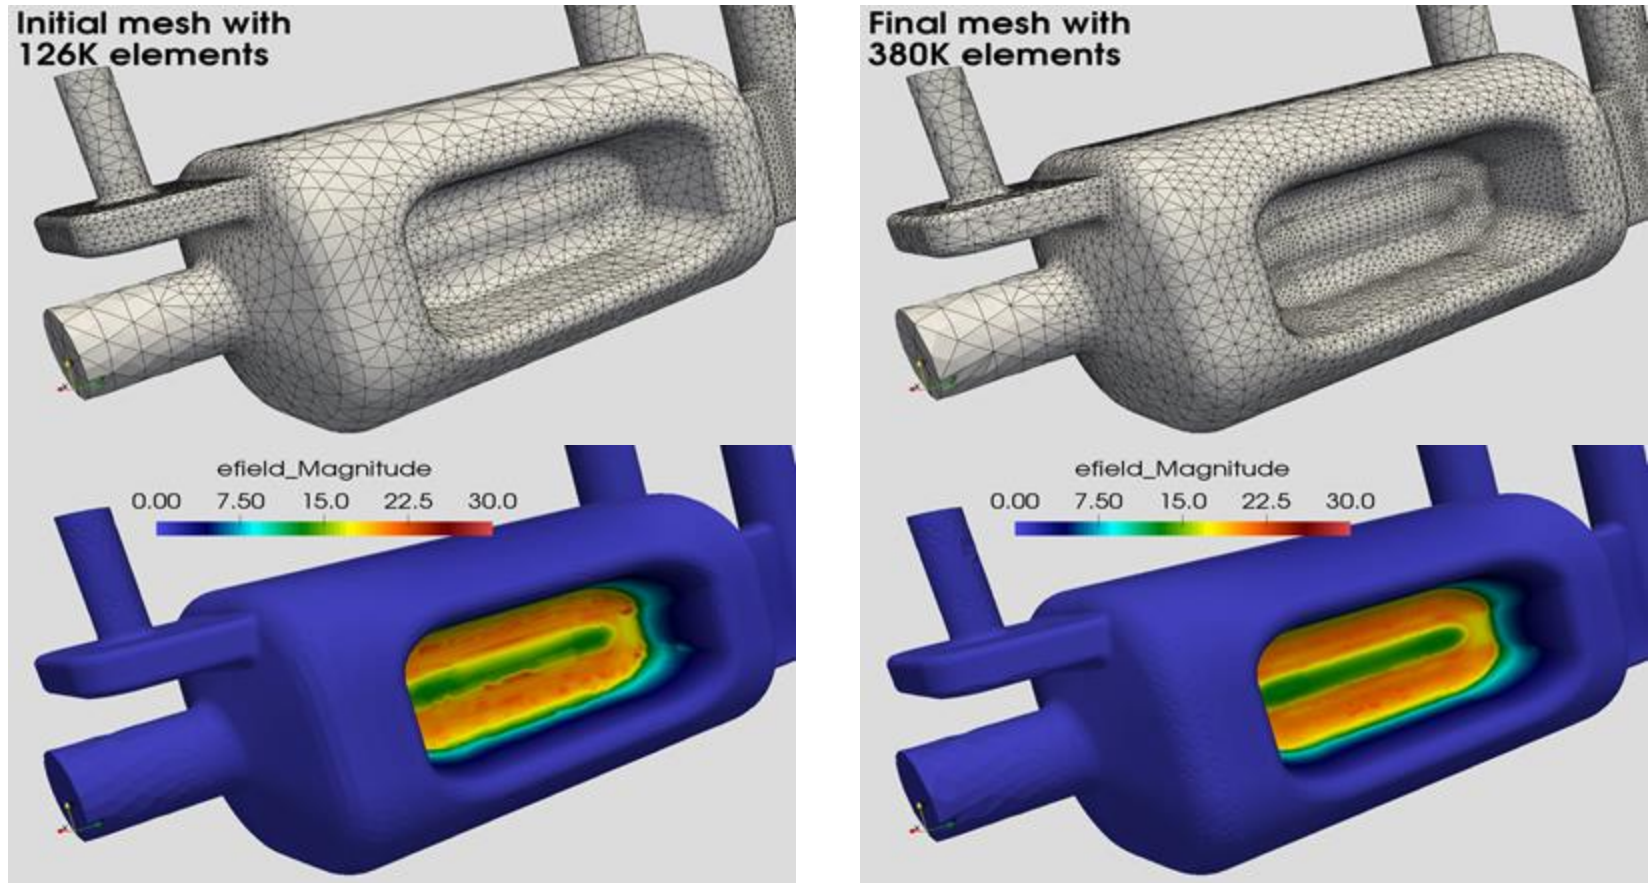 Initial mesh with
126K elements
Final mesh with
380K elements
efield_Magnitude
0.00 7.50 15.0 22.5 30.0
efield_Magnitude
0.00 7.50 15.0 22.5 30.0